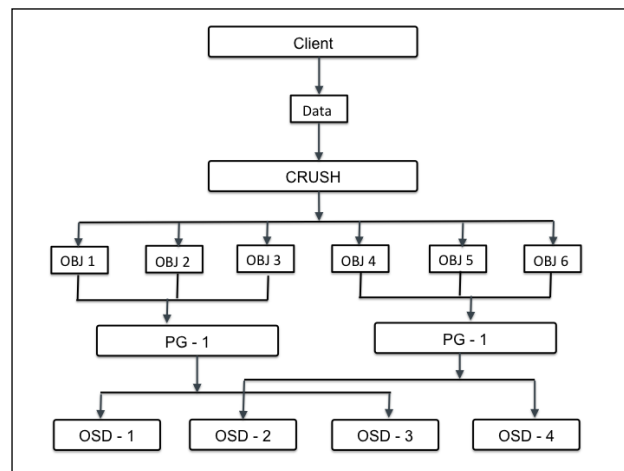 Client
Data
CRUSH
OBJ 1 OBJ 2 OBJ 3 OBJ 4 OBJ 5 OBJ 6
PG - 1 PG - 1
OSD - 1 OSD - 2 OSD - 3 OSD - 4